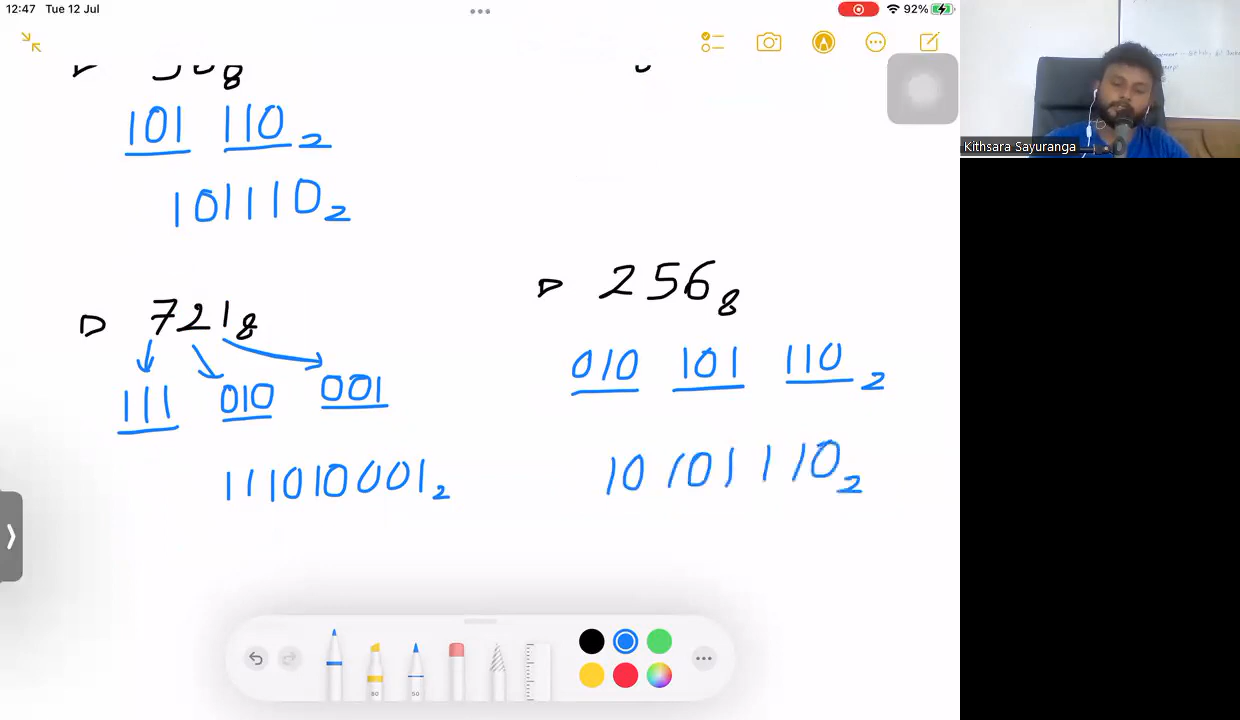 12:47 Tue 12 Jul
92%
101 110₂
101110₂
721₈
111 010 001
111010001₂
256₈
010 101 110₂
10101110₂
Kithsara Sayuranga